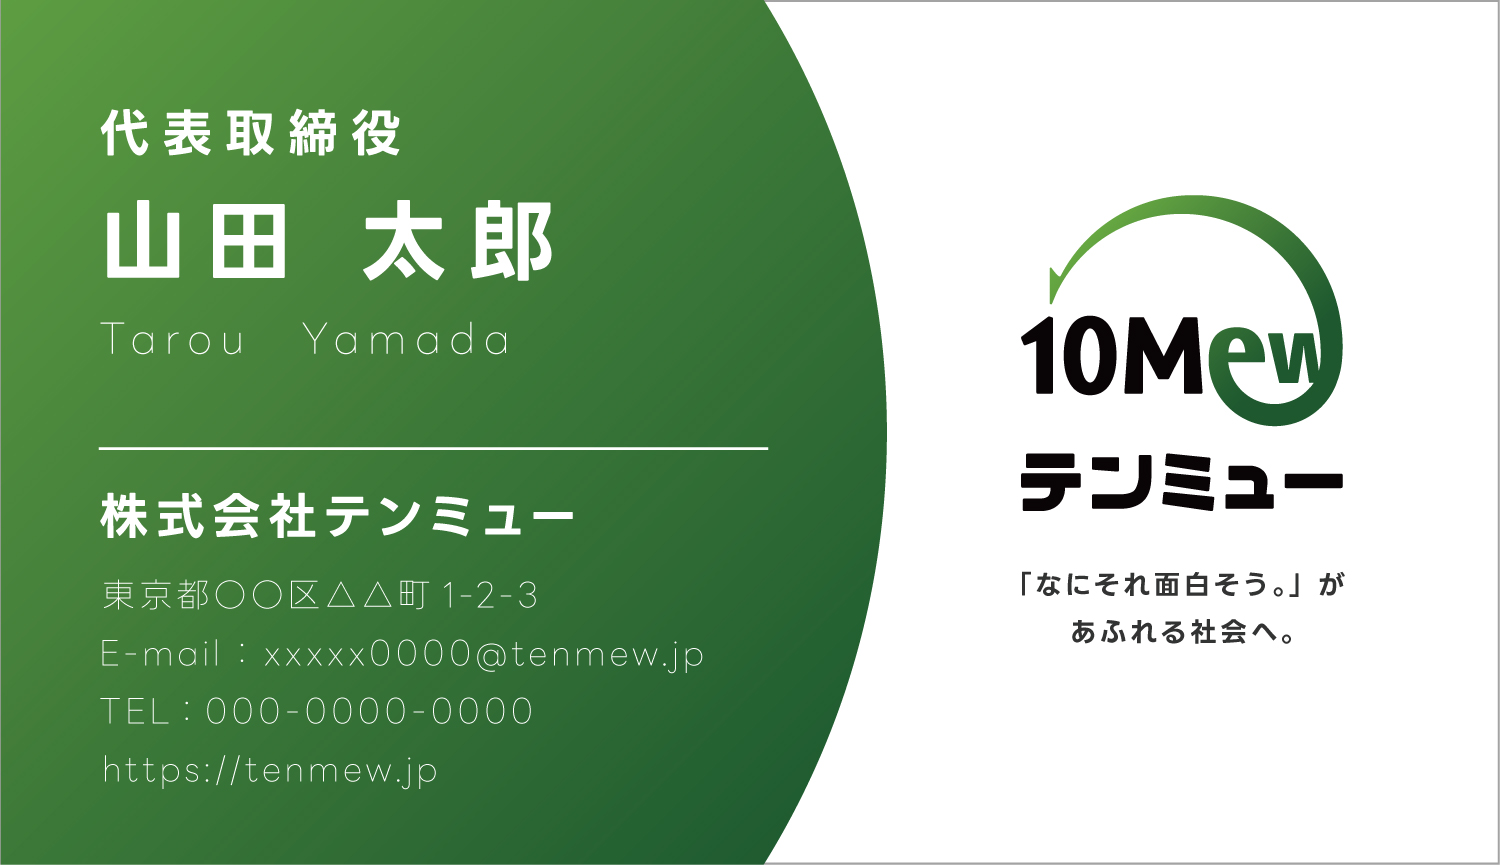 代表取締役
山田 太郎
Tarou Yamada
株式会社テンミュー
東京都〇〇区△△町 1-2-3
E-mail：xxxxx0000@tenmew.jp
TEL：000-0000-0000
https://tenmew.jp
10Mew
テンミュー
「なにそれ面白そう。」が
あふれる社会へ。